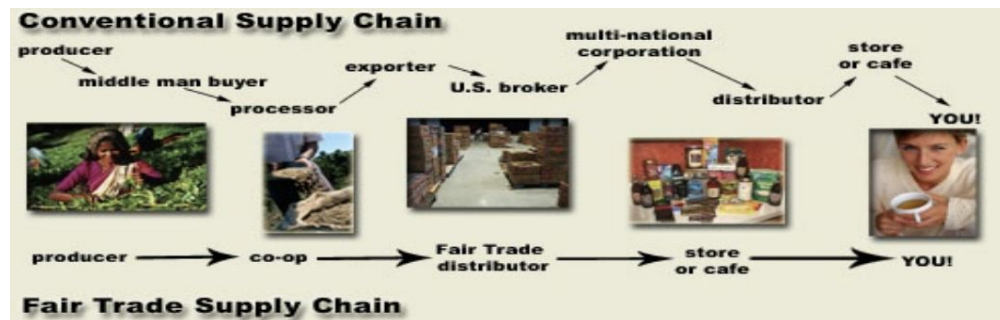 Conventional Supply Chain
producer
middle man buyer
processor
exporter
U.S. broker
multi-national
corporation
distributor
store
or cafe
YOU!
producer
co-op
Fair Trade
distributor
store
or cafe
YOU!
Fair Trade Supply Chain